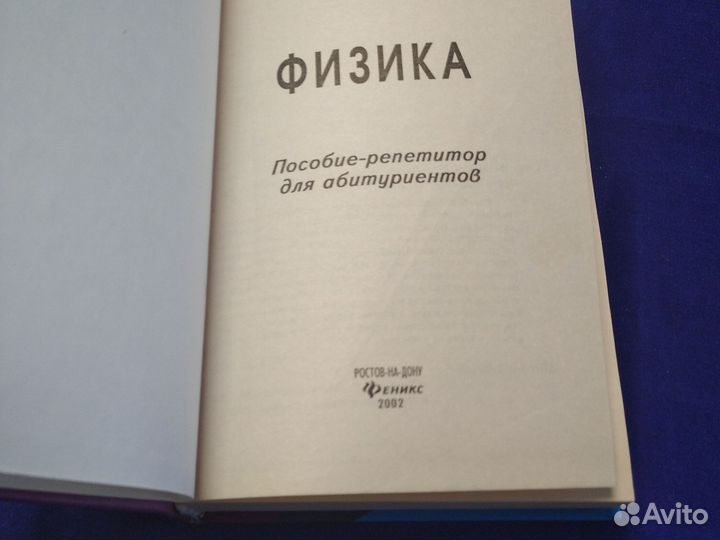 ФИЗИКА
Пособие-репетитор
для абитуриентов
РОСТОВ-НА-ДОНУ
Феникс
2002
Avito